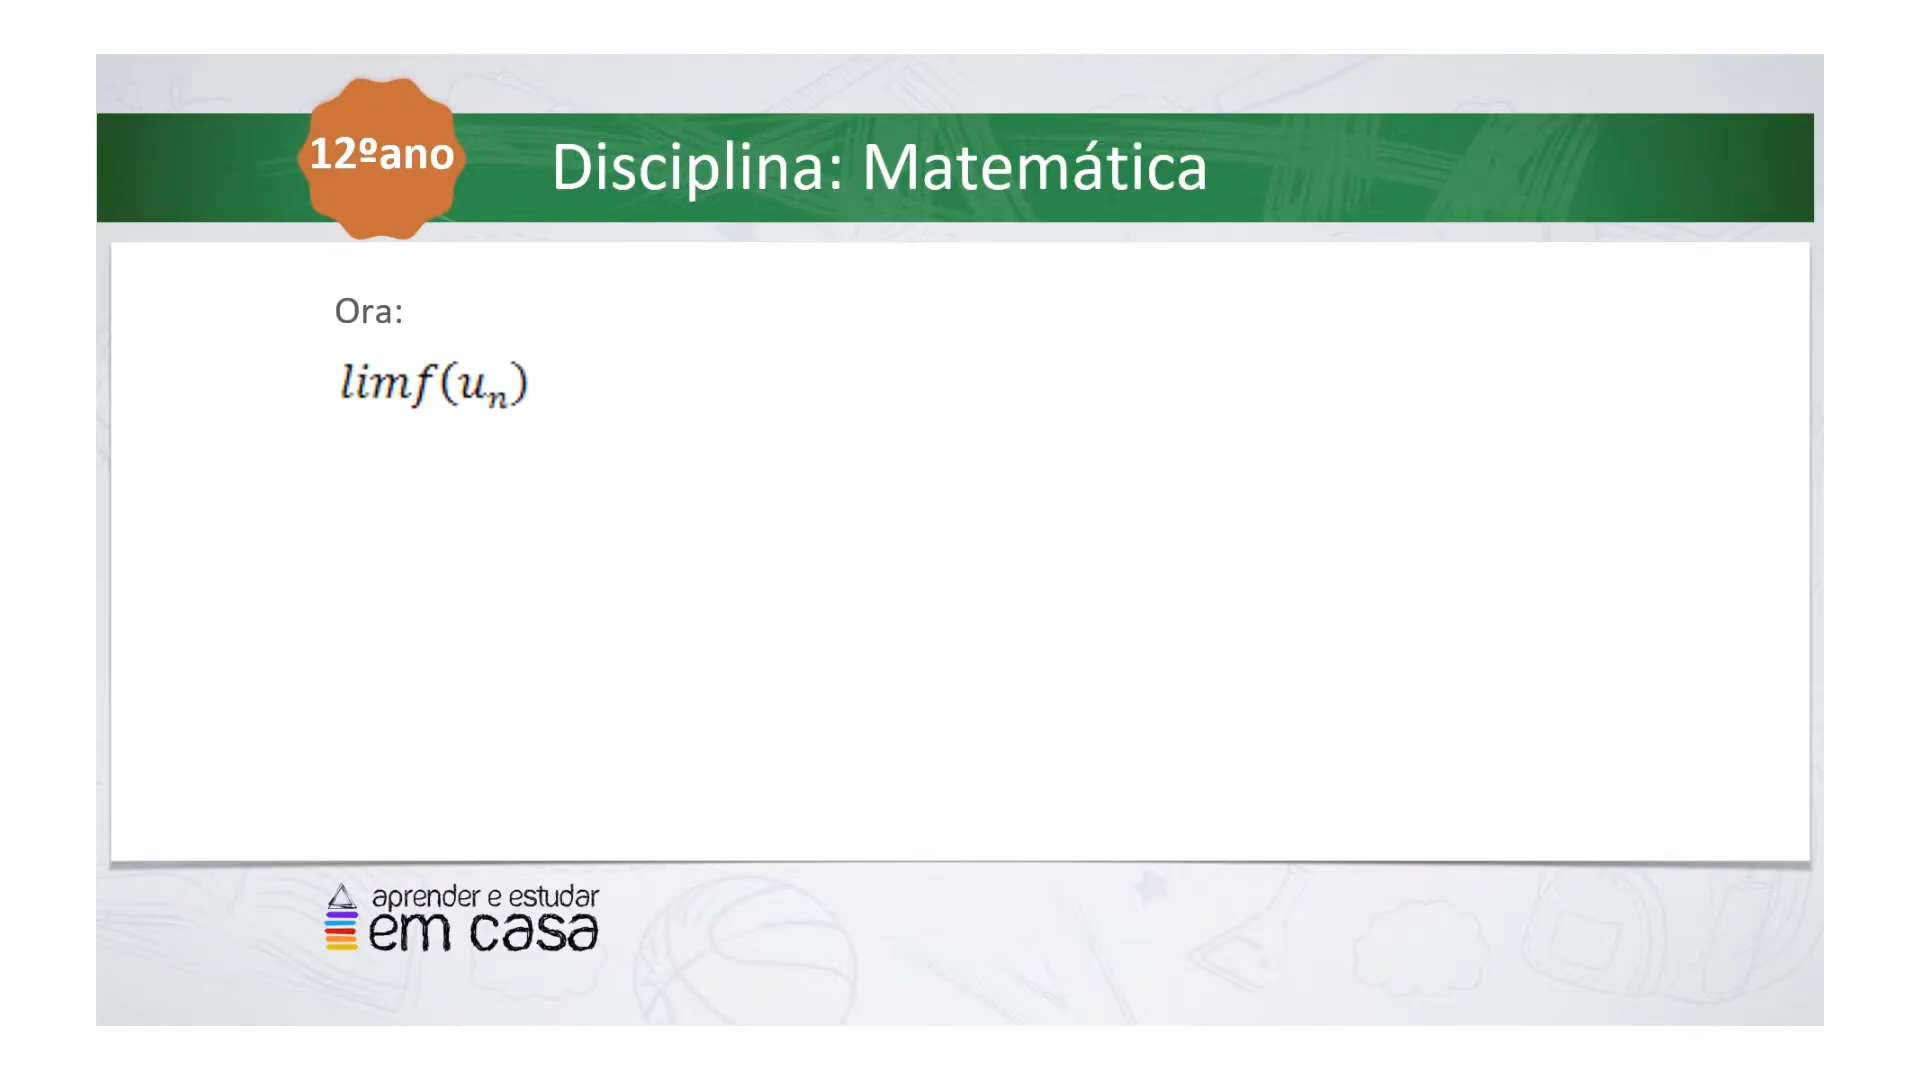 12ºano
Disciplina: Matemática
Ora:
limf(uₙ)
aprender e estudar
em casa